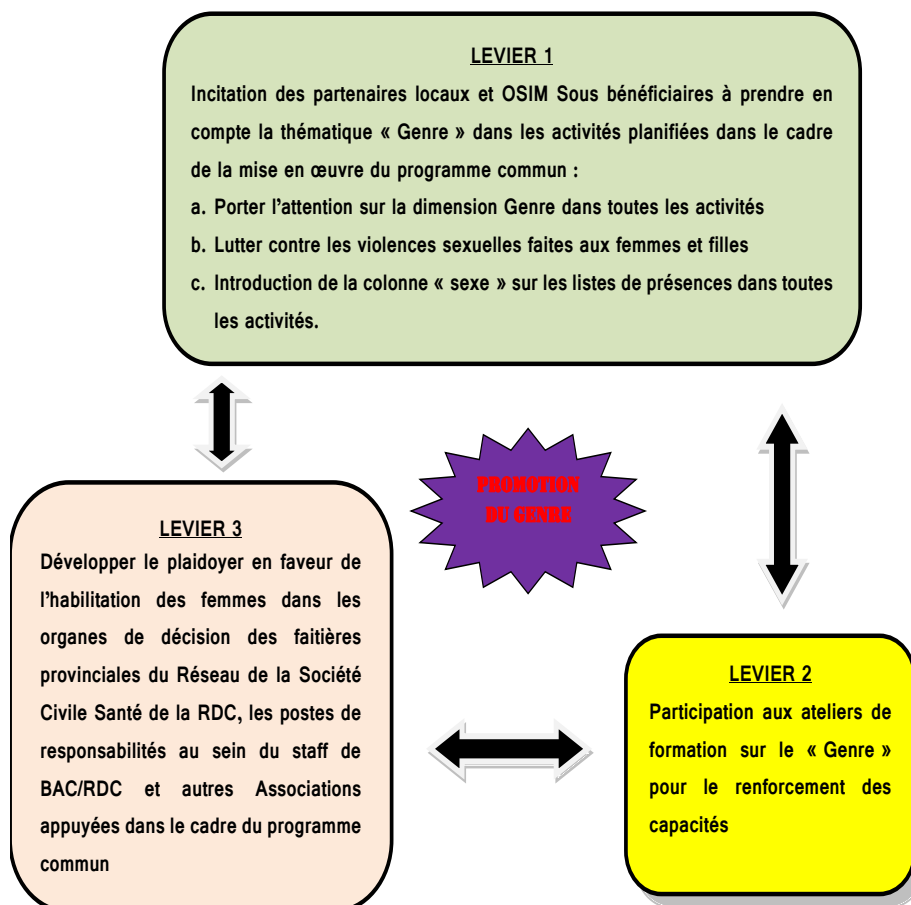 LEVIER 1
Incitation des partenaires locaux et OSIM Sous bénéficiaires à prendre en
compte la thématique « Genre » dans les activités planifiées dans le cadre
de la mise en œuvre du programme commun :
a. Porter l'attention sur la dimension Genre dans toutes les activités
b. Lutter contre les violences sexuelles faites aux femmes et filles
c. Introduction de la colonne « sexe » sur les listes de présences dans toutes
les activités.
PROMOTION
DU GENRE
LEVIER 3
Développer le plaidoyer en faveur de
l'habilitation des femmes dans les
organes de décision des faitières
provinciales du Réseau de la Société
Civile Santé de la RDC, les postes de
responsabilités au sein du staff de
BAC/RDC et autres Associations
appuyées dans le cadre du programme
commun
LEVIER 2
Participation aux ateliers de
formation sur le « Genre »
pour le renforcement des
capacités